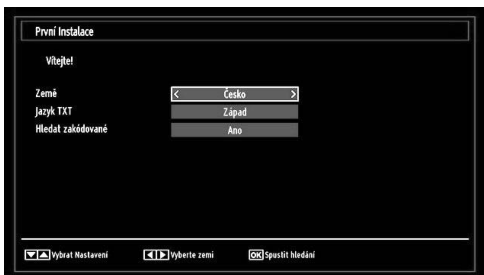 První Instalace
Vítejte!
Země < Česko >
Jazyk TXT Západ
Hledat zakódované Ano
Vybrat Nastavení Vyberte zemi OK Spustit hledání